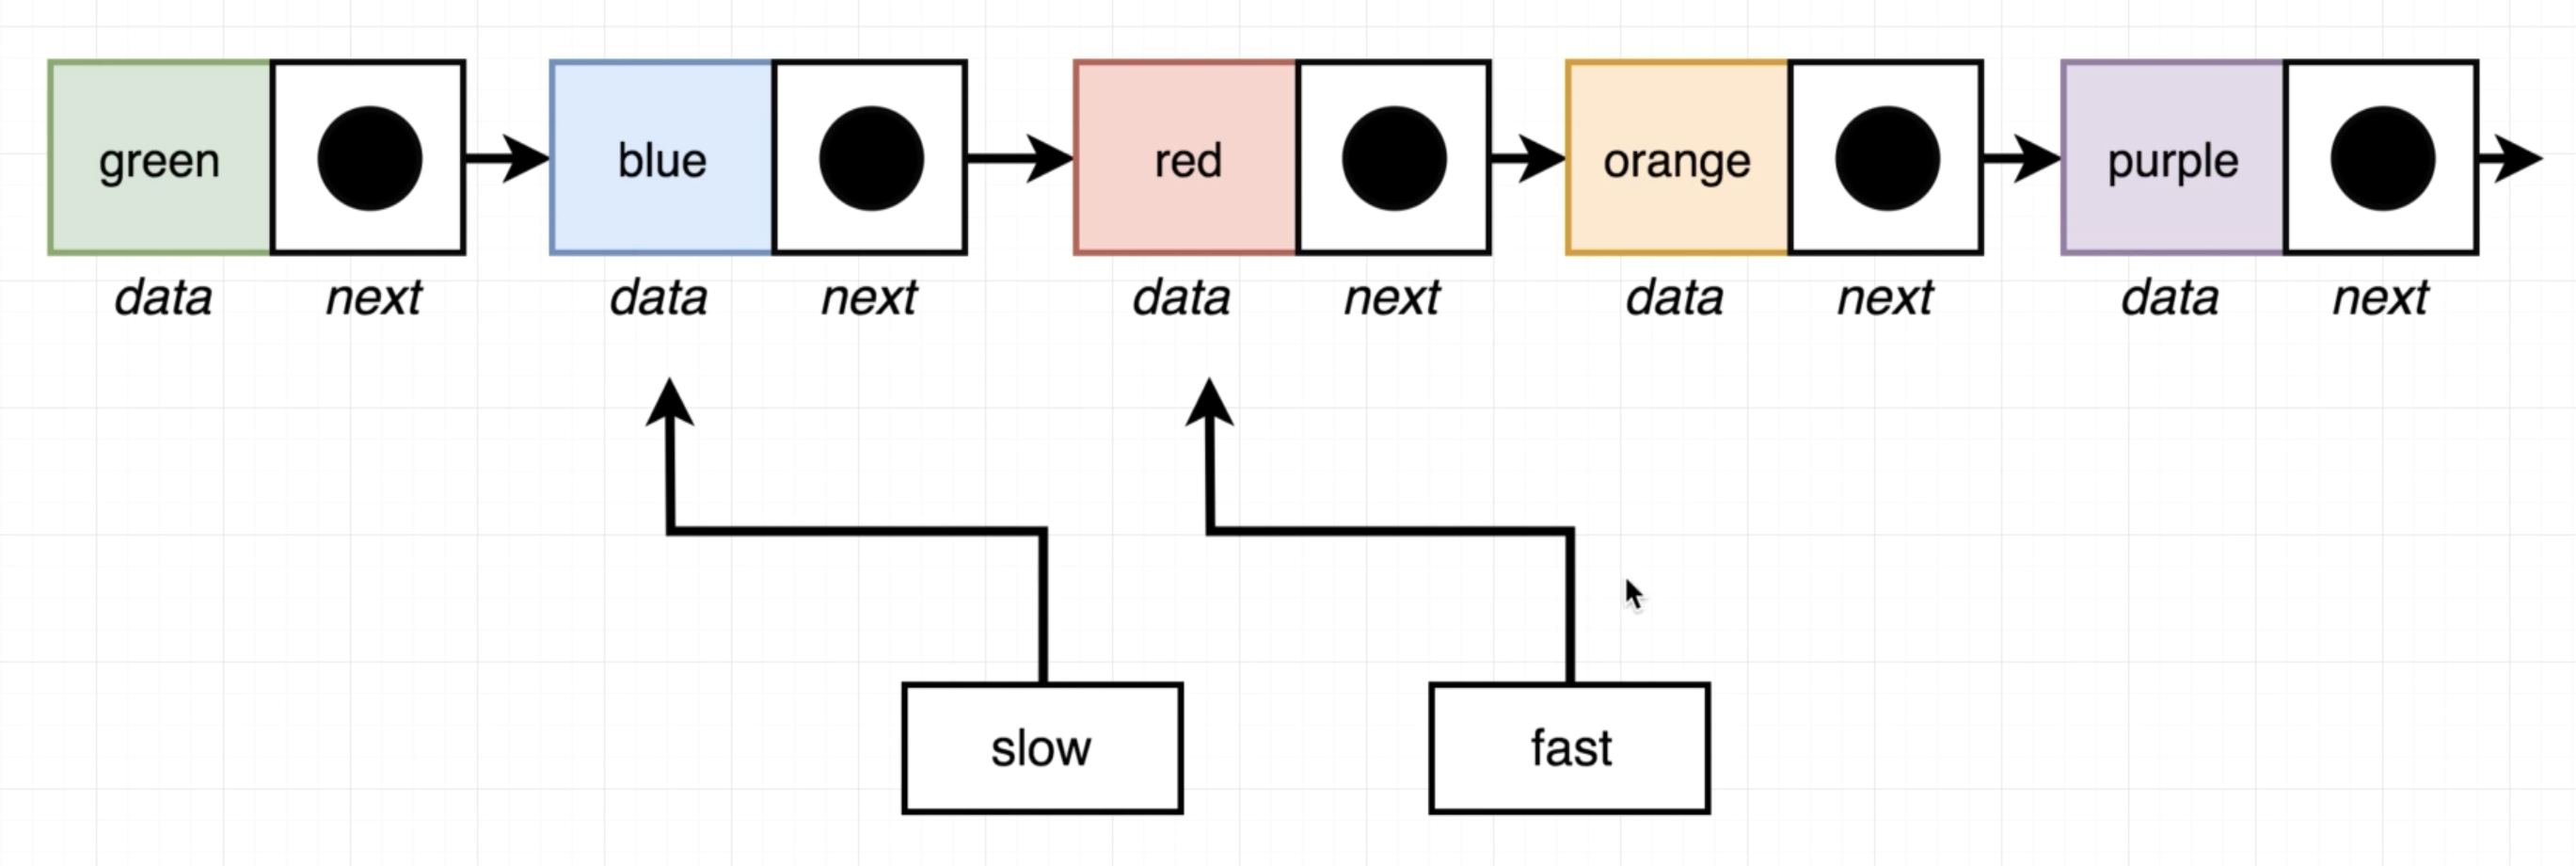 green
blue
red
orange
purple
data next data next data next data next data next
slow
fast